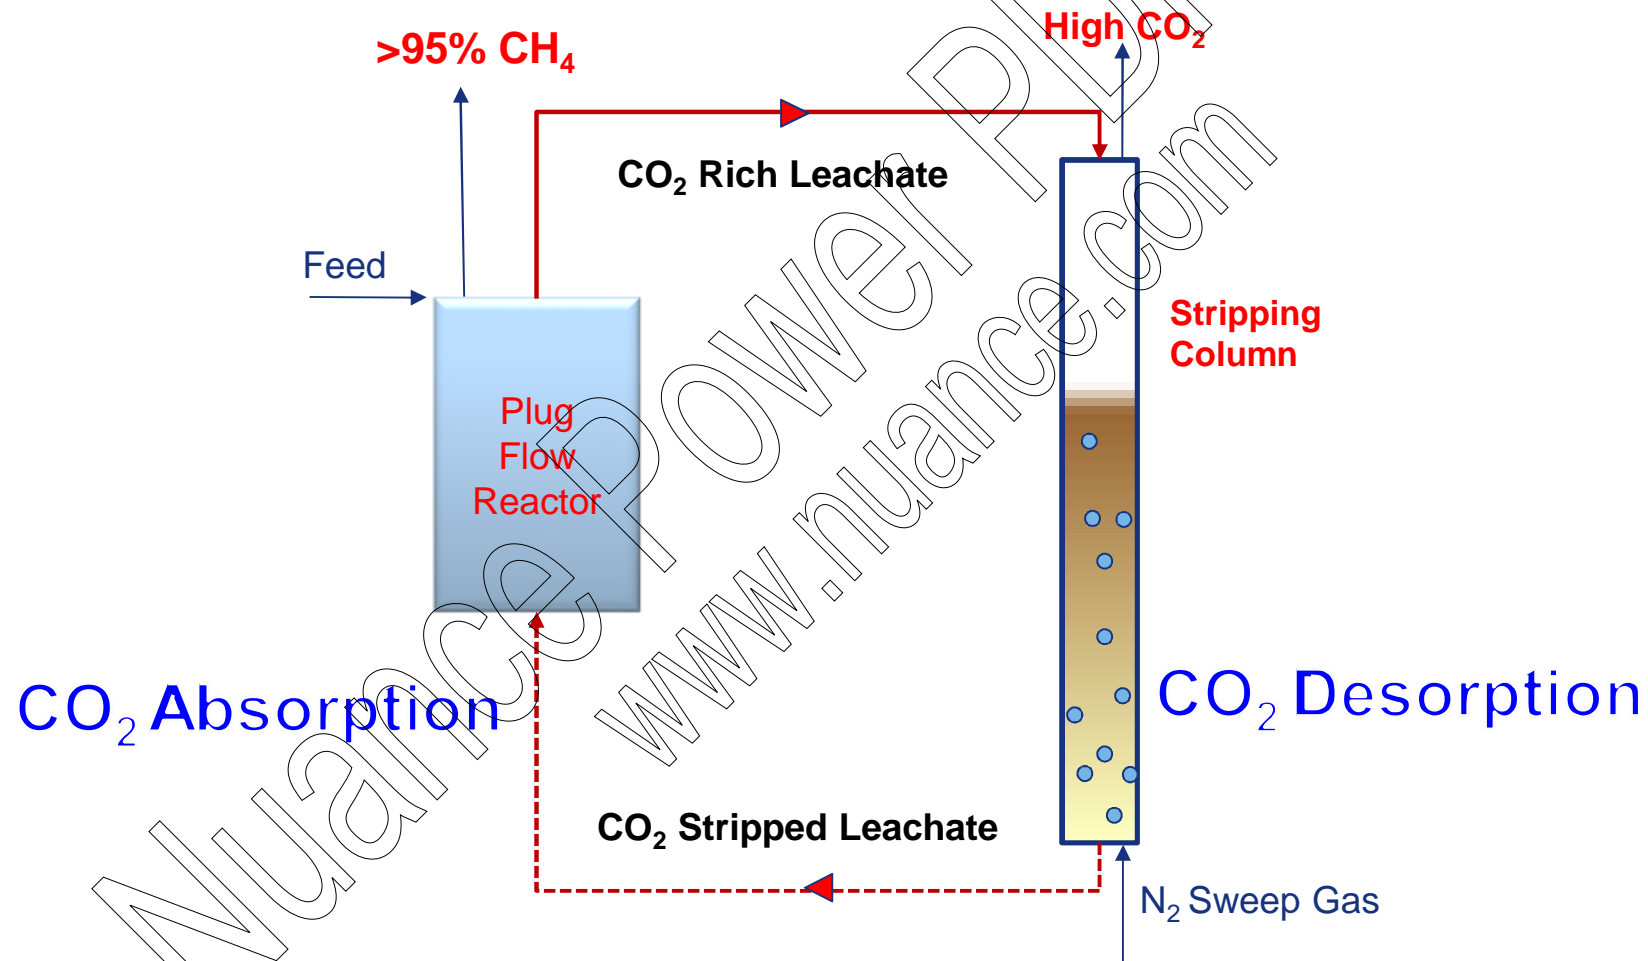 >95% CH₄
High CO₂
CO₂ Rich Leachate
Feed
Stripping
Column
Plug
Flow
Reactor
CO₂ Absorption
CO₂ Desorption
CO₂ Stripped Leachate
N₂ Sweep Gas
Nuance Power PD
www.nuance.com